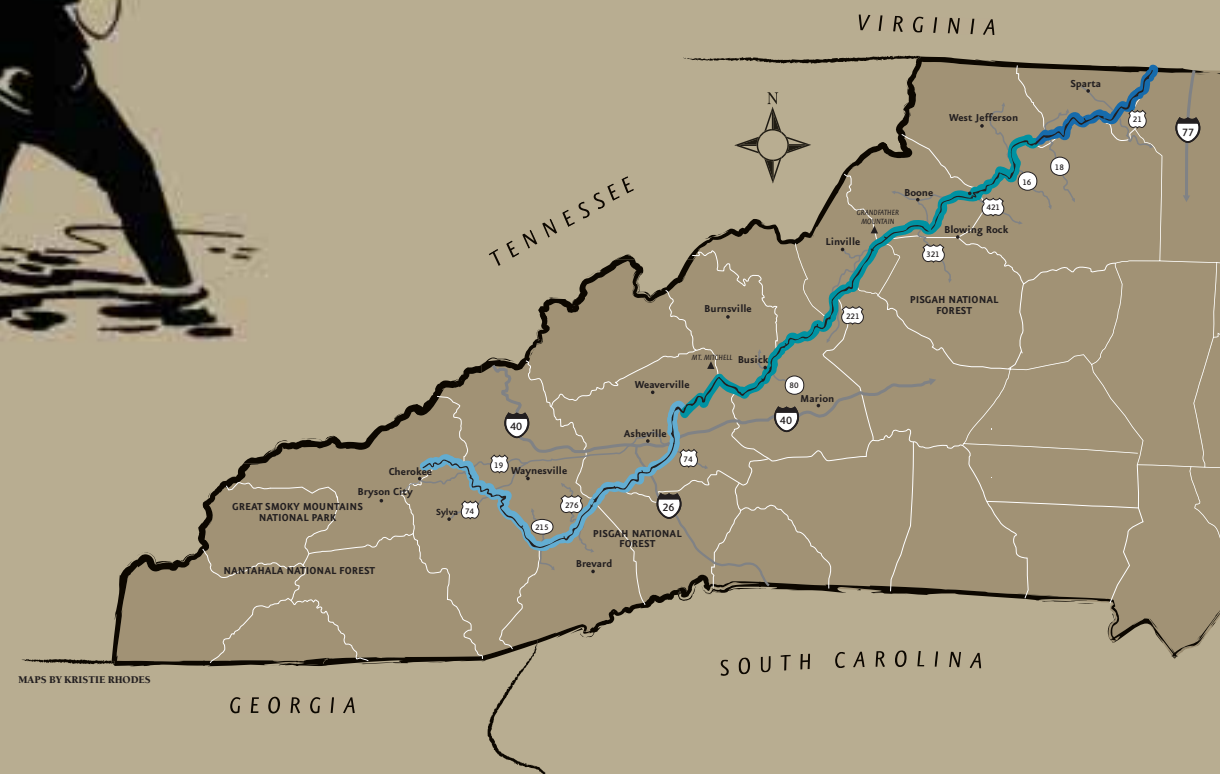 VIRGINIA
Sparta
N
West Jefferson
21
77
18
16
TENNESSEE
Boone
421
GRANDFATHER
MOUNTAIN
Blowing Rock
Linville
321
PISGAH NATIONAL
FOREST
Burnsville
221
MT. MITCHELL
Busick
Weaverville
80
Marion
40
40
Asheville
74
19
Cherokee
Waynesville
Bryson City
276
26
GREAT SMOKY MOUNTAINS
NATIONAL PARK
Sylva
74
215
PISGAH NATIONAL
FOREST
Brevard
NANTAHALA NATIONAL FOREST
SOUTH CAROLINA
MAPS BY KRISTIE RHODES
GEORGIA